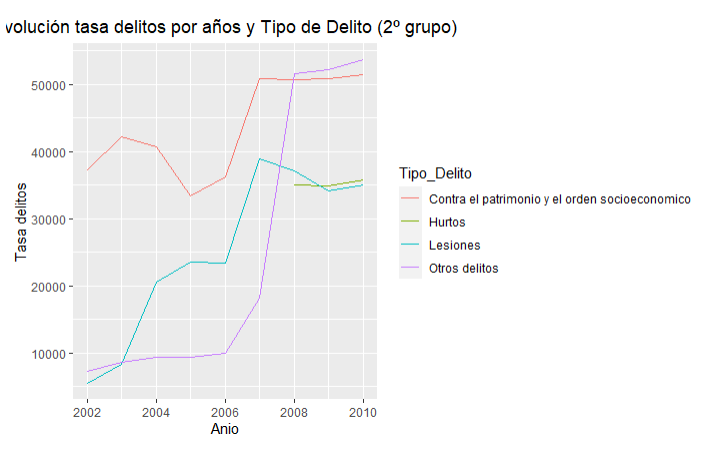 volución tasa delitos por años y Tipo de Delito (2º grupo)
50000
40000
30000
20000
10000
Tasa delitos
2002 2004 2006 2008 2010
Anio
Tipo_Delito
Contra el patrimonio y el orden socioeconomico
Hurtos
Lesiones
Otros delitos